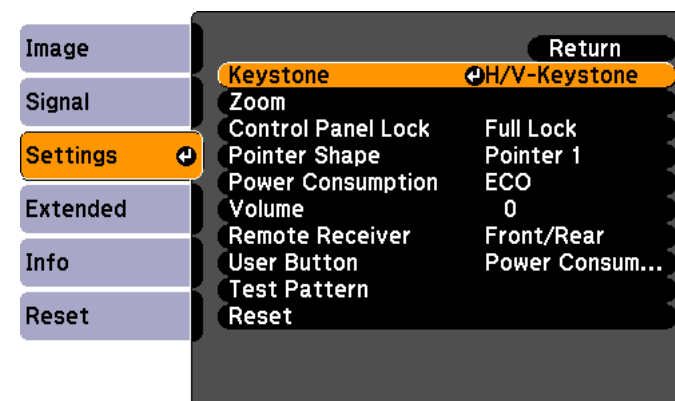 Image
Signal
Settings
Extended
Info
Reset
Return
Keystone H/V-Keystone
Zoom
Control Panel Lock Full Lock
Pointer Shape Pointer 1
Power Consumption ECO
Volume 0
Remote Receiver Front/Rear
User Button Power Consum...
Test Pattern
Reset